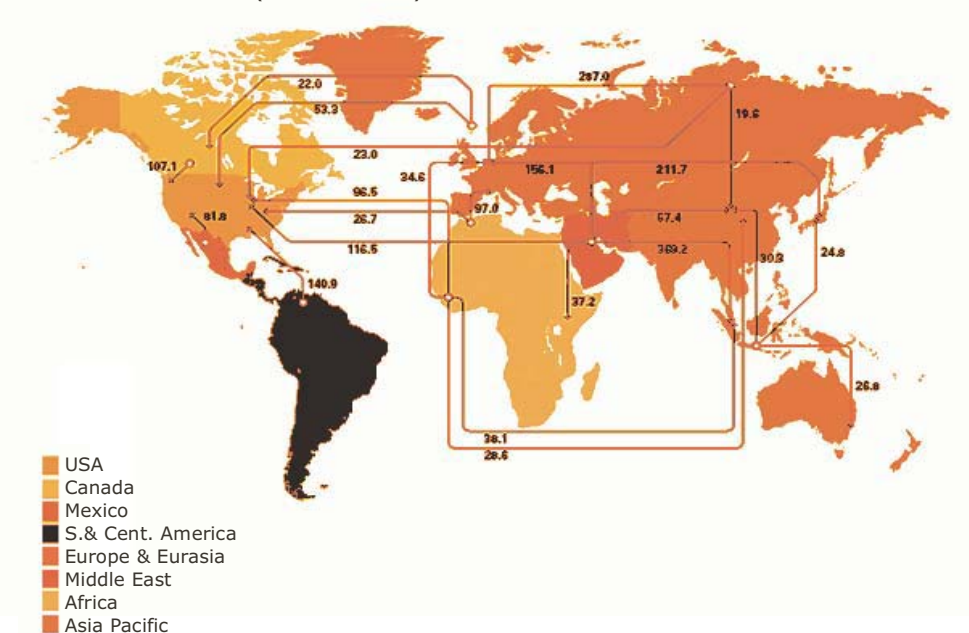 22.0
287.0
53.3
19.6
23.0
107.1
34.6
156.1
211.7
96.5
97.0
81.8
26.7
67.4
116.5
369.2
30.3
24.8
140.9
37.2
26.8
38.1
28.6
USA
Canada
Mexico
S.& Cent. America
Europe & Eurasia
Middle East
Africa
Asia Pacific